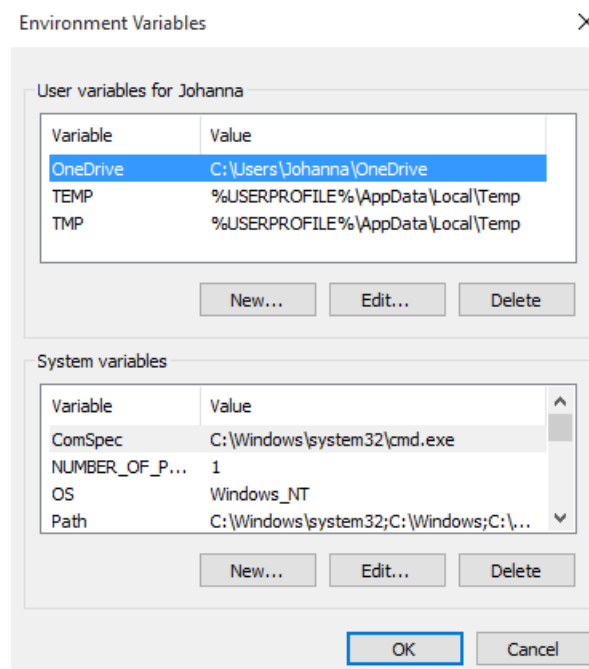 Environment Variables
User variables for Johanna
Variable Value
OneDrive C:\Users\Johanna\OneDrive
TEMP %USERPROFILE%\AppData\Local\Temp
TMP %USERPROFILE%\AppData\Local\Temp
New... Edit... Delete
System variables
Variable Value
ComSpec C:\Windows\system32\cmd.exe
NUMBER_OF_P... 1
OS Windows_NT
Path C:\Windows\system32;C:\Windows;C:\...
New... Edit... Delete
OK Cancel